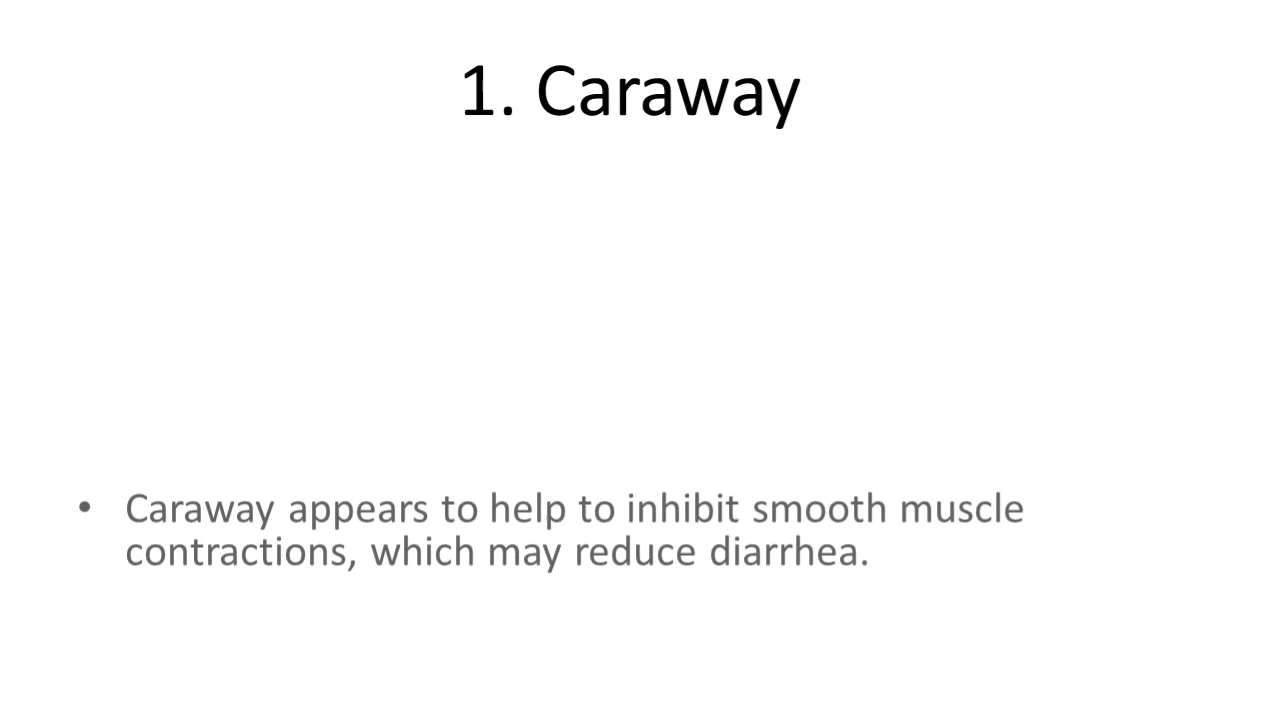 1. Caraway
• Caraway appears to help to inhibit smooth muscle
contractions, which may reduce diarrhea.